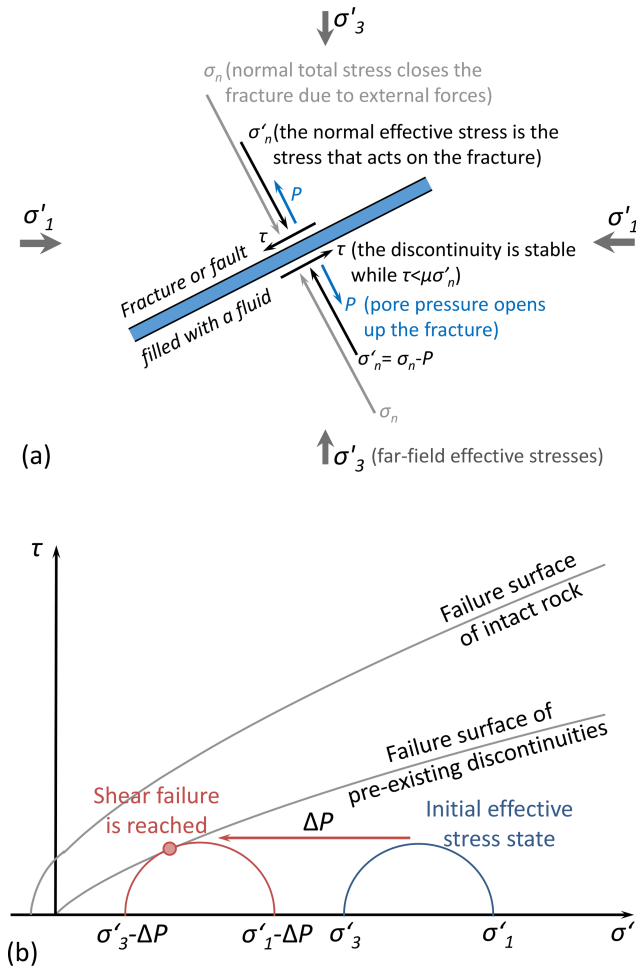 σ'3
σn (normal total stress closes the
fracture due to external forces)
σ'n (the normal effective stress is the
stress that acts on the fracture)
P
σ'1
σ'1
τ
τ (the discontinuity is stable
while τ<μσ'n)
Fracture or fault
filled with a fluid
P (pore pressure opens
up the fracture)
σ'n= σn-P
σn
(a)
σ'3 (far-field effective stresses)
τ
Failure surface
of intact rock
Failure surface of
pre-existing discontinuities
Shear failure
is reached
ΔP
Initial effective
stress state
σ'3-ΔP
σ'1-ΔP
σ'3
σ'1
σ'
(b)